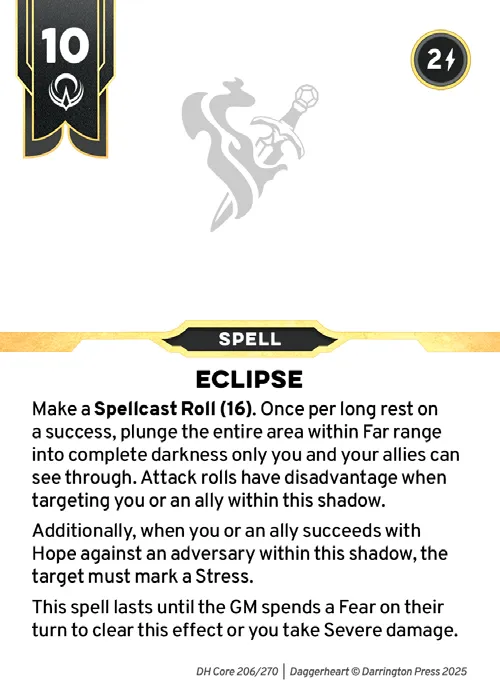 10
2
SPELL
ECLIPSE
Make a Spellcast Roll (16). Once per long rest on
a success, plunge the entire area within Far range
into complete darkness only you and your allies can
see through. Attack rolls have disadvantage when
targeting you or an ally within this shadow.
Additionally, when you or an ally succeeds with
Hope against an adversary within this shadow, the
target must mark a Stress.
This spell lasts until the GM spends a Fear on their
turn to clear this effect or you take Severe damage.
DH Core 206/270 | Daggerheart © Darrington Press 2025